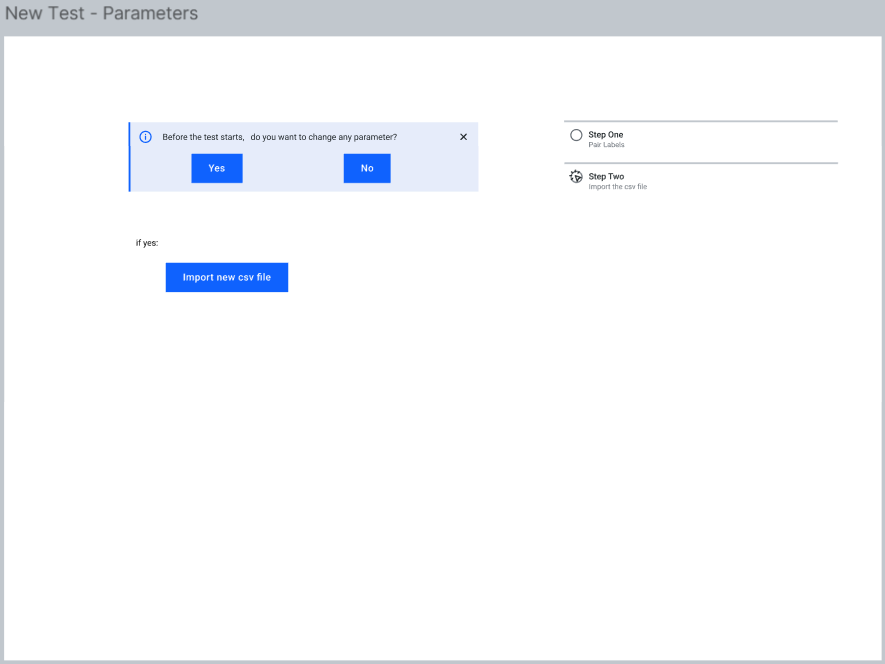 New Test - Parameters
Before the test starts, do you want to change any parameter?
Yes
No
if yes:
Import new csv file
Step One
Pair Labels
Step Two
Import the csv file